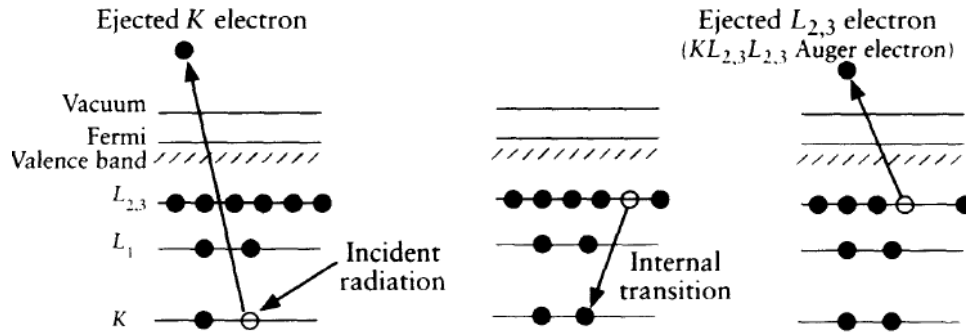 Ejected K electron
Vacuum
Fermi
Valence band
L2,3
L1
K
Incident
radiation
Internal
transition
Ejected L2,3 electron
(KL2,3L2,3 Auger electron)